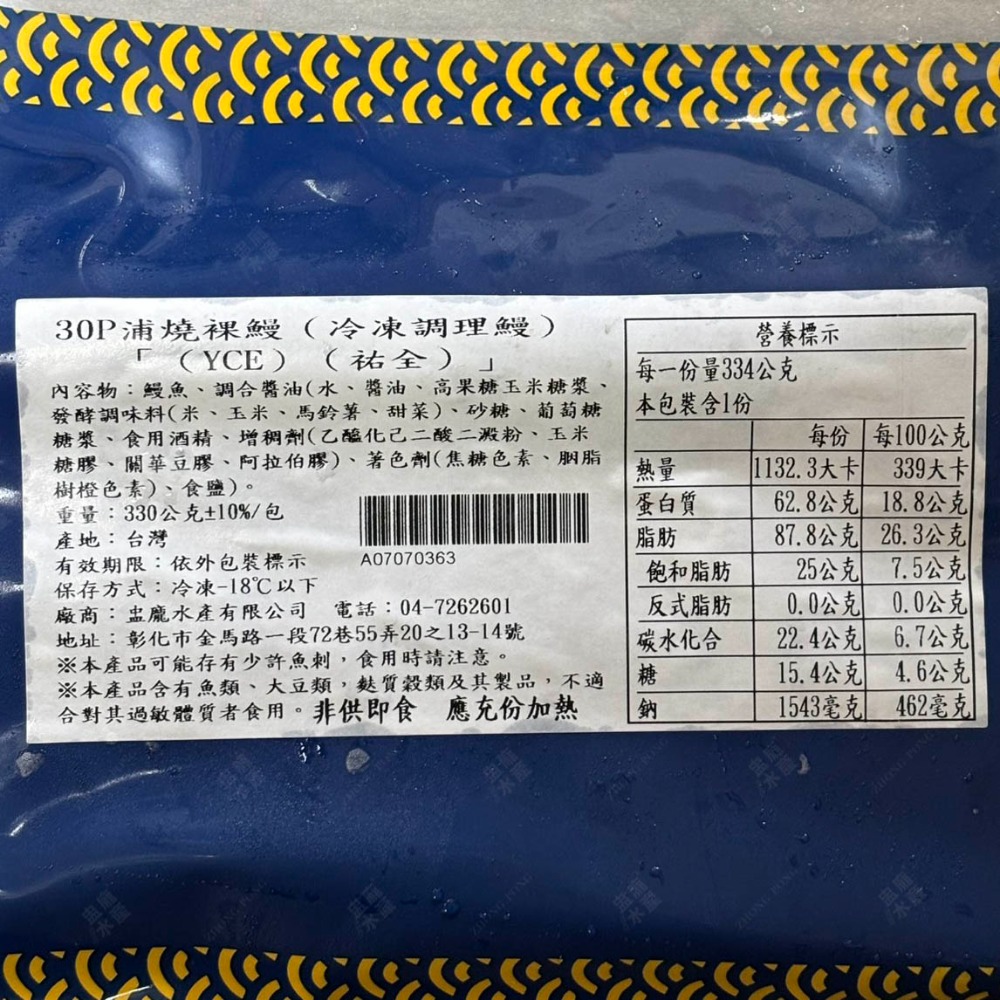 30P浦燒裸鰻（冷凍調理鰻）
「（YCE）（祐全）」
內容物：鰻魚、調合醬油(水、醬油、高果糖玉米糖漿、
發酵調味料(米、玉米、馬鈴薯、甜菜)、砂糖、葡萄糖
糖漿、食用酒精、增稠劑(乙醯化己二酸二澱粉、玉米
糖膠、關華豆膠、阿拉伯膠)、著色劑(焦糖色素、胭脂
樹橙色素)、食鹽)。
重量：330公克±10%/包
產地：台灣
有效期限：依外包裝標示
A07070363
保存方式：冷凍-18℃以下
廠商：盅龐水產有限公司 電話：04-7262601
地址：彰化市金馬路一段72巷55弄20之13-14號
※本產品可能存有少許魚刺，食用時請注意。
※本產品含有魚類、大豆類，麩質穀類及其製品，不適
合對其過敏體質者食用。非供即食 應充份加熱
營養標示
每一份量334公克
本包裝含1份
每份 每100公克
熱量 1132.3大卡 339大卡
蛋白質 62.8公克 18.8公克
脂肪 87.8公克 26.3公克
飽和脂肪 25公克 7.5公克
反式脂肪 0.0公克 0.0公克
碳水化合 22.4公克 6.7公克
糖 15.4公克 4.6公克
鈉 1543毫克 462毫克